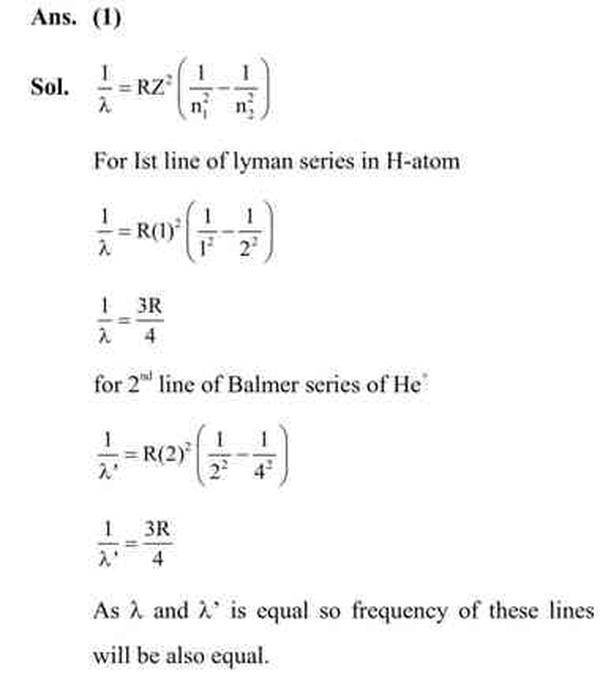 Ans. (1)
Sol. 1/λ = RZ² (1/n₁² − 1/n₂²)
For Ist line of lyman series in H-atom
1/λ = R(1)² (1/1² − 1/2²)
1/λ = 3R/4
for 2ⁿᵈ line of Balmer series of He⁺
1/λ' = R(2)² (1/2² − 1/4²)
1/λ' = 3R/4
As λ and λ' is equal so frequency of these lines
will be also equal.